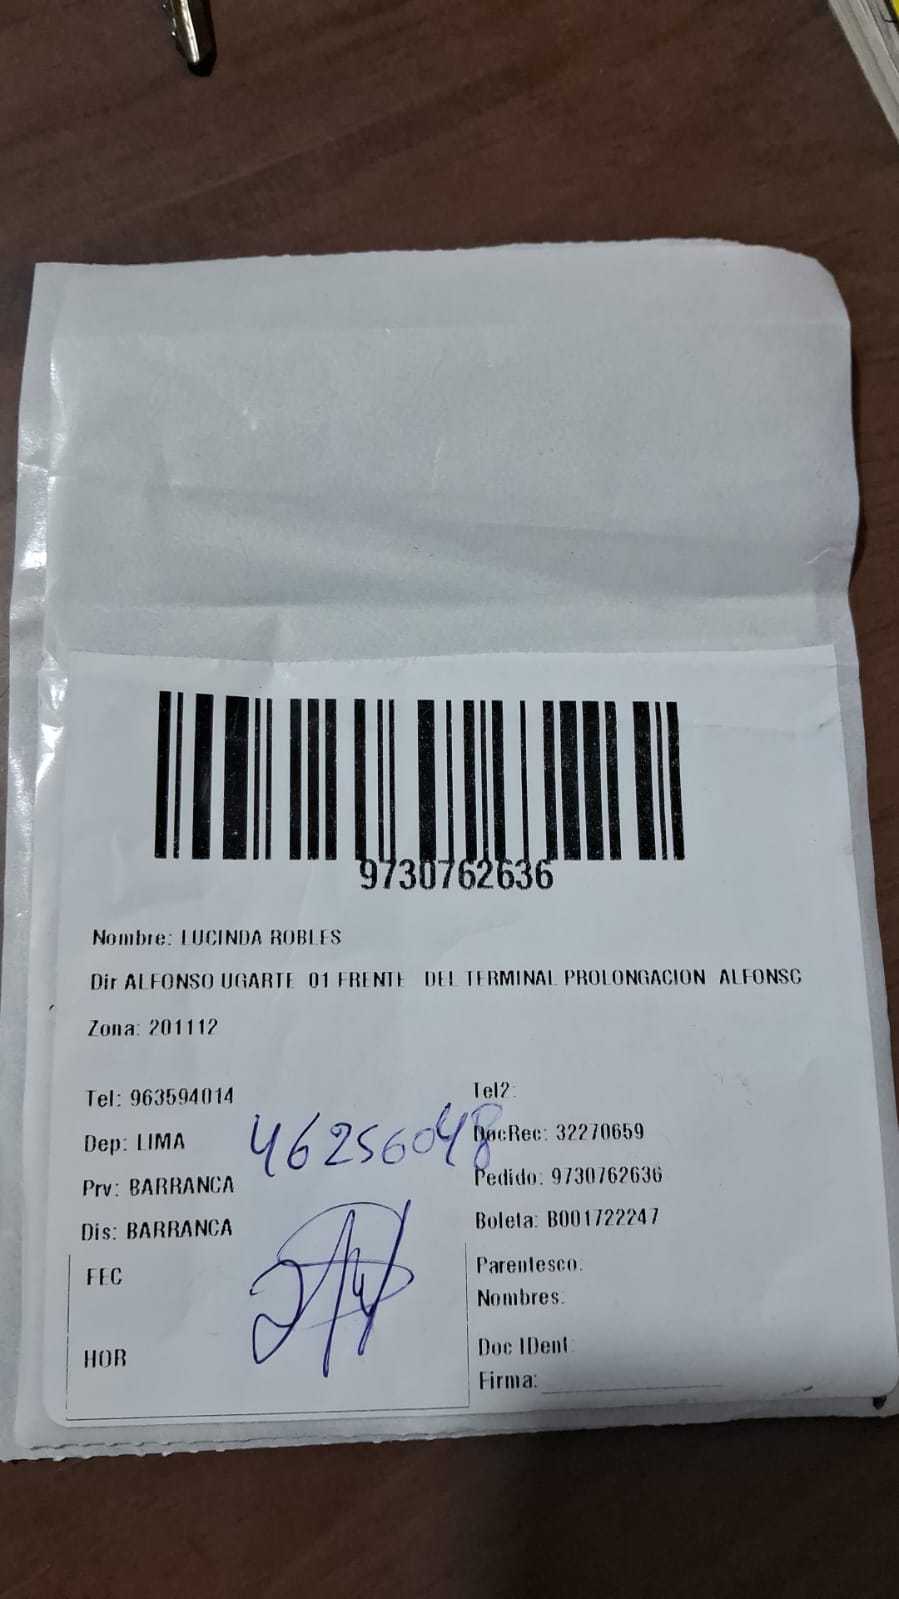 9730762636
Nombre: LUCINDA ROBLES
Dir ALFONSO UGARTE 01 FRENTE DEL TERMINAL PROLONGACION ALFONSO
Zona: 201112
Tel: 963594014 Tel2:
Dep: LIMA 46256048 DocRec: 32270659
Prv: BARRANCA Pedido: 9730762636
Dis: BARRANCA Boleta: B001722247
FEC Parentesco:
Nombres:
HOR Doc IDent:
Firma: